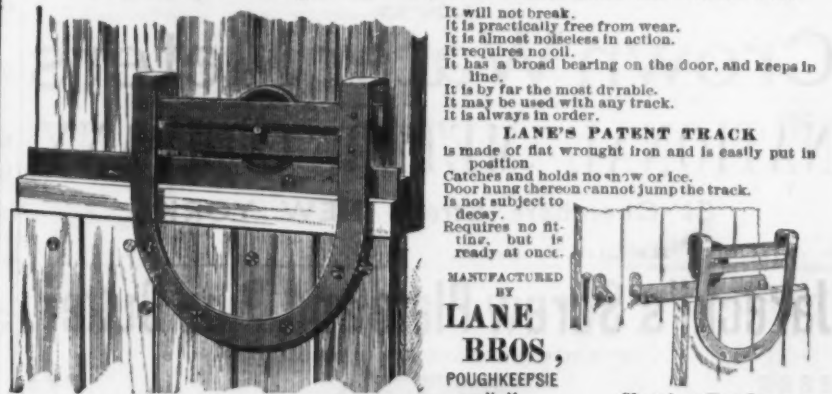 It will not break.
It is practically free from wear.
It is almost noiseless in action.
It requires no oil.
It has a broad bearing on the door, and keeps in
line.
It is by far the most drrable.
It may be used with any track.
It is always in order.
LANE'S PATENT TRACK
is made of flat wrought iron and is easily put in
position
Catches and holds no snow or ice.
Door hung thereon cannot jump the track.
Is not subject to
decay.
Requires no fit-
ting, but is
ready at once.
MANUFACTURED
BY
LANE
BROS,
POUGHKEEPSIE